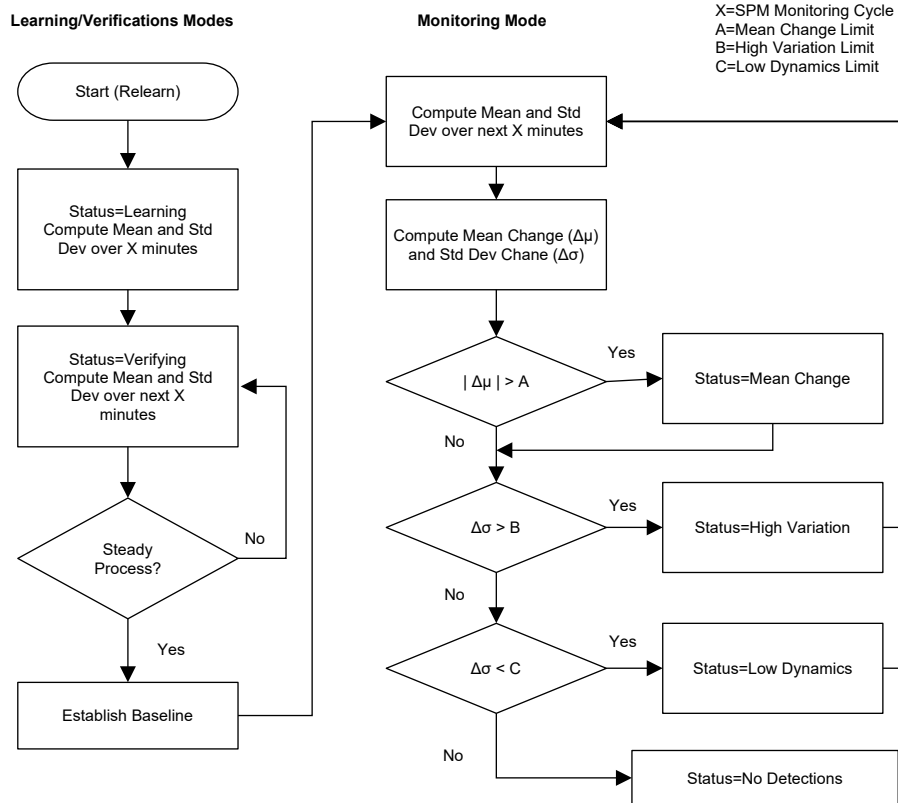 Learning/Verifications Modes
Monitoring Mode
X=SPM Monitoring Cycle
A=Mean Change Limit
B=High Variation Limit
C=Low Dynamics Limit
Start (Relearn)
Status=Learning
Compute Mean and Std
Dev over X minutes
Status=Verifying
Compute Mean and Std
Dev over next X
minutes
Steady
Process?
No
Yes
Establish Baseline
Compute Mean and Std
Dev over next X minutes
Compute Mean Change (Δμ)
and Std Dev Chane (Δσ)
| Δμ | > A
Yes
Status=Mean Change
No
Δσ > B
Yes
Status=High Variation
No
Δσ < C
Yes
Status=Low Dynamics
No
Status=No Detections